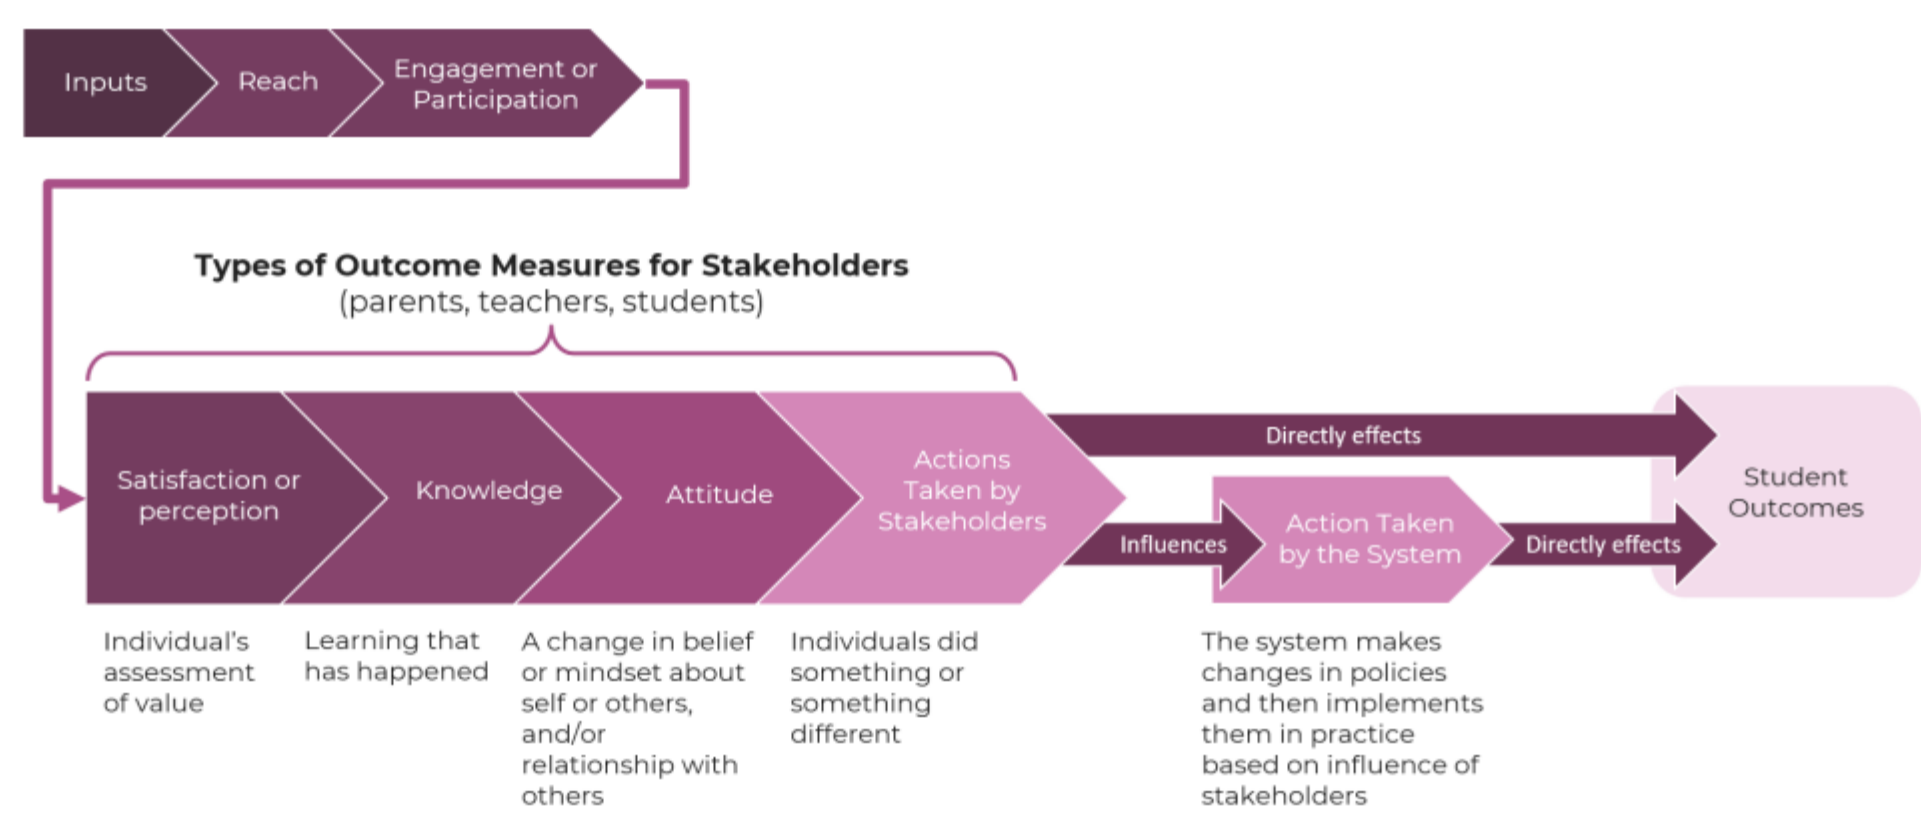 Inputs
Reach
Engagement or
Participation
Types of Outcome Measures for Stakeholders
(parents, teachers, students)
Satisfaction or
perception
Knowledge
Attitude
Actions
Taken by
Stakeholders
Directly effects
Influences
Action Taken
by the System
Directly effects
Student
Outcomes
Individual's
assessment
of value
Learning that
has happened
A change in belief
or mindset about
self or others,
and/or
relationship with
others
Individuals did
something or
something
different
The system makes
changes in policies
and then implements
them in practice
based on influence of
stakeholders